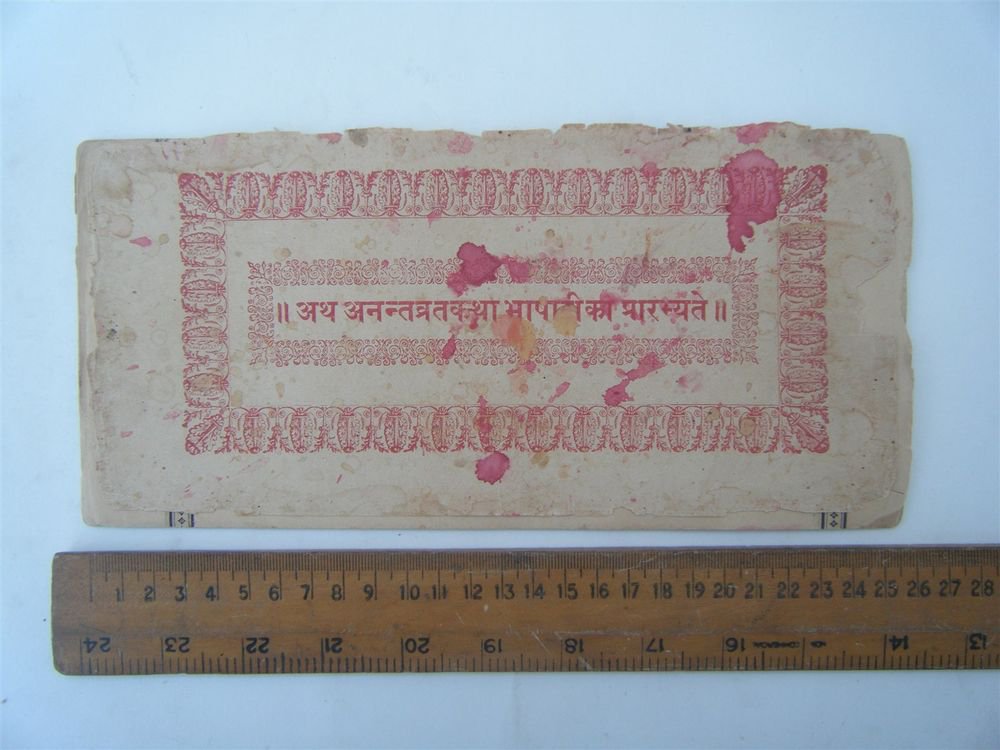 ॥ अथ अनन्तव्रतकथा भाषाटीका प्रारभ्यते ॥
1 2 3 4 5 6 7 8 9 10 11 12 13 14 15 16 17 18 19 20 21 22 23 24 25 26 27 28
24 23 22 21 20 19 18 17 16 14 13